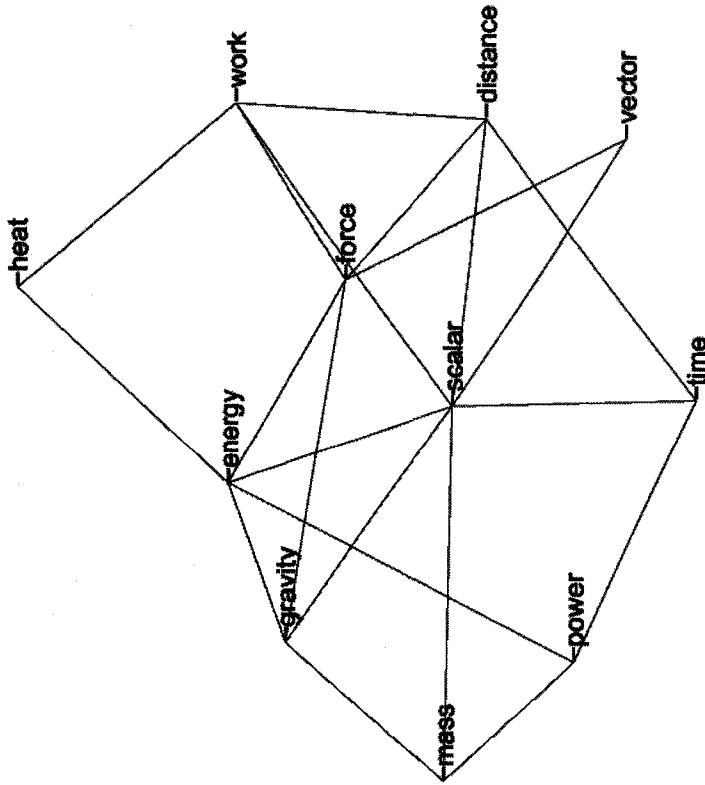 heat
work
distance
vector
force
energy
scalar
time
gravity
power
mass